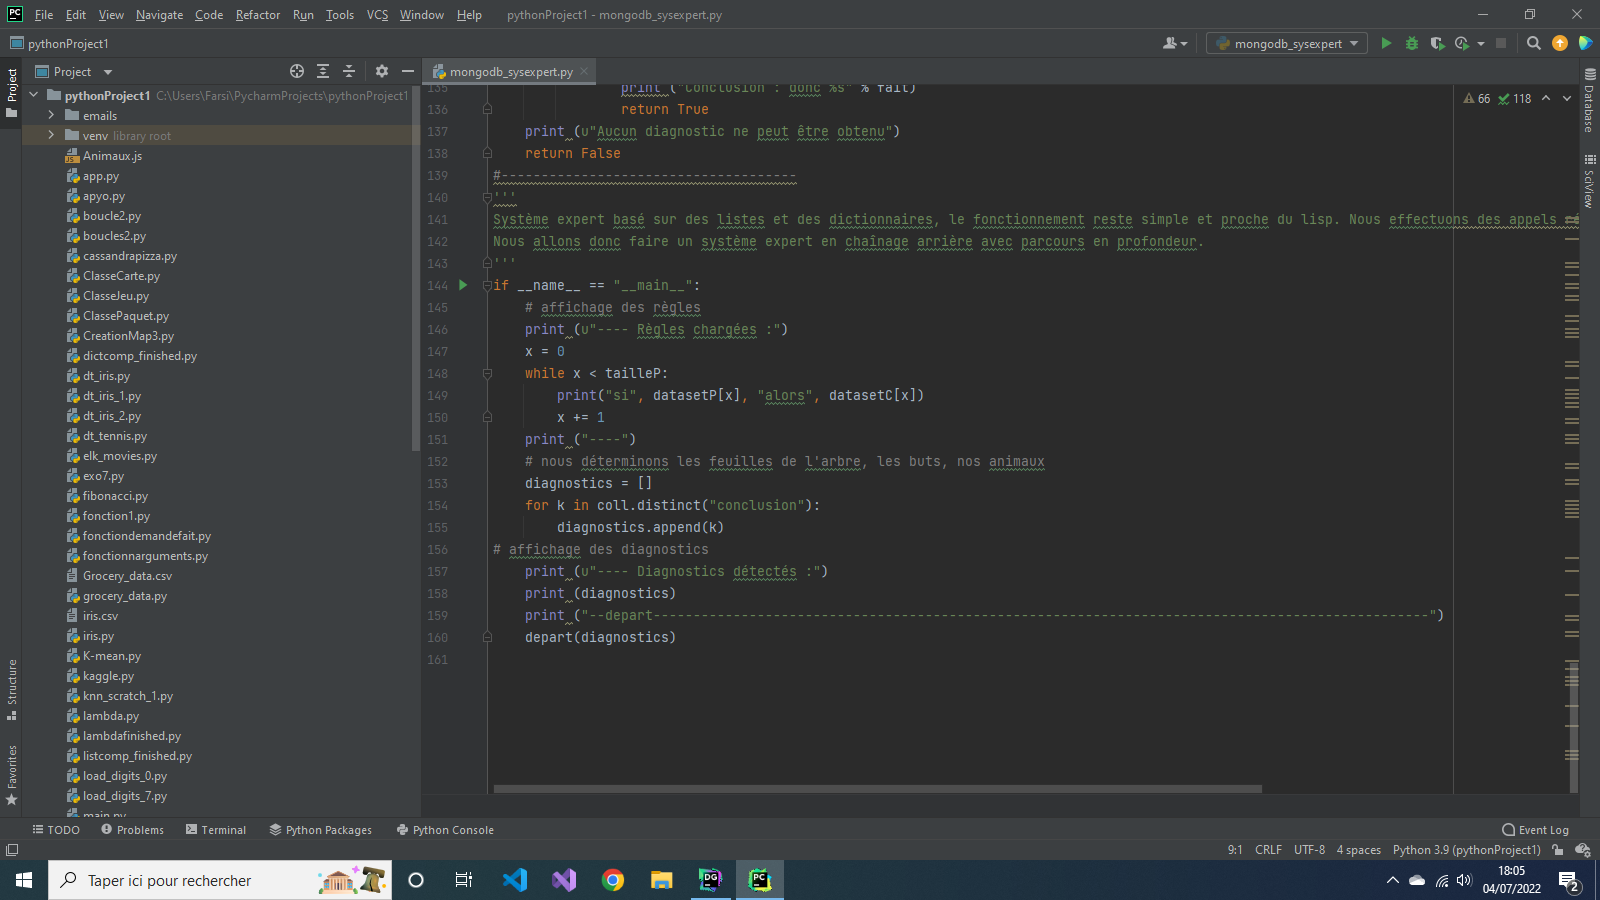 File Edit View Navigate Code Refactor Run Tools VCS Window Help pythonProject1 - mongodb_sysexpert.py
pythonProject1
mongodb_sysexpert
Project
mongodb_sysexpert.py
Project
pythonProject1 C:\Users\Farsi\PycharmProjects\pythonProject1
emails
venv library root
Animaux.js
app.py
apyo.py
boucle2.py
boucles2.py
cassandrapizza.py
ClasseCarte.py
ClasseJeu.py
ClassePaquet.py
CreationMap3.py
dictcomp_finished.py
dt_iris.py
dt_iris_1.py
dt_iris_2.py
dt_tennis.py
elk_movies.py
exo7.py
fibonacci.py
fonction1.py
fonctiondemandefait.py
fonctionnarguments.py
Grocery_data.csv
grocery_data.py
iris.csv
iris.py
K-mean.py
kaggle.py
knn_scratch_1.py
lambda.py
lambdafinished.py
listcomp_finished.py
load_digits_0.py
load_digits_7.py
main.py
Structure
Favorites
66 118
135 print ("Conclusion : donc %s" % fait)
136 return True
137 print (u"Aucun diagnostic ne peut être obtenu")
138 return False
139 #-------------------------------------
140 '''
141 Système expert basé sur des listes et des dictionnaires, le fonctionnement reste simple et proche du lisp. Nous effectuons des appels
142 Nous allons donc faire un système expert en chaînage arrière avec parcours en profondeur.
143 '''
144 if __name__ == "__main__":
145 # affichage des règles
146 print (u"---- Règles chargées :")
147 x = 0
148 while x < tailleP:
149 print("si", datasetP[x], "alors", datasetC[x])
150 x += 1
151 print ("----")
152 # nous déterminons les feuilles de l'arbre, les buts, nos animaux
153 diagnostics = []
154 for k in coll.distinct("conclusion"):
155 diagnostics.append(k)
156 # affichage des diagnostics
157 print (u"---- Diagnostics détectés :")
158 print (diagnostics)
159 print ("--depart-------------------------------------------------------------------------------------------------")
160 depart(diagnostics)
161
Database
SciView
TODO Problems Terminal Python Packages Python Console Event Log
9:1 CRLF UTF-8 4 spaces Python 3.9 (pythonProject1)
Taper ici pour rechercher
DG
PC
18:05
04/07/2022
2